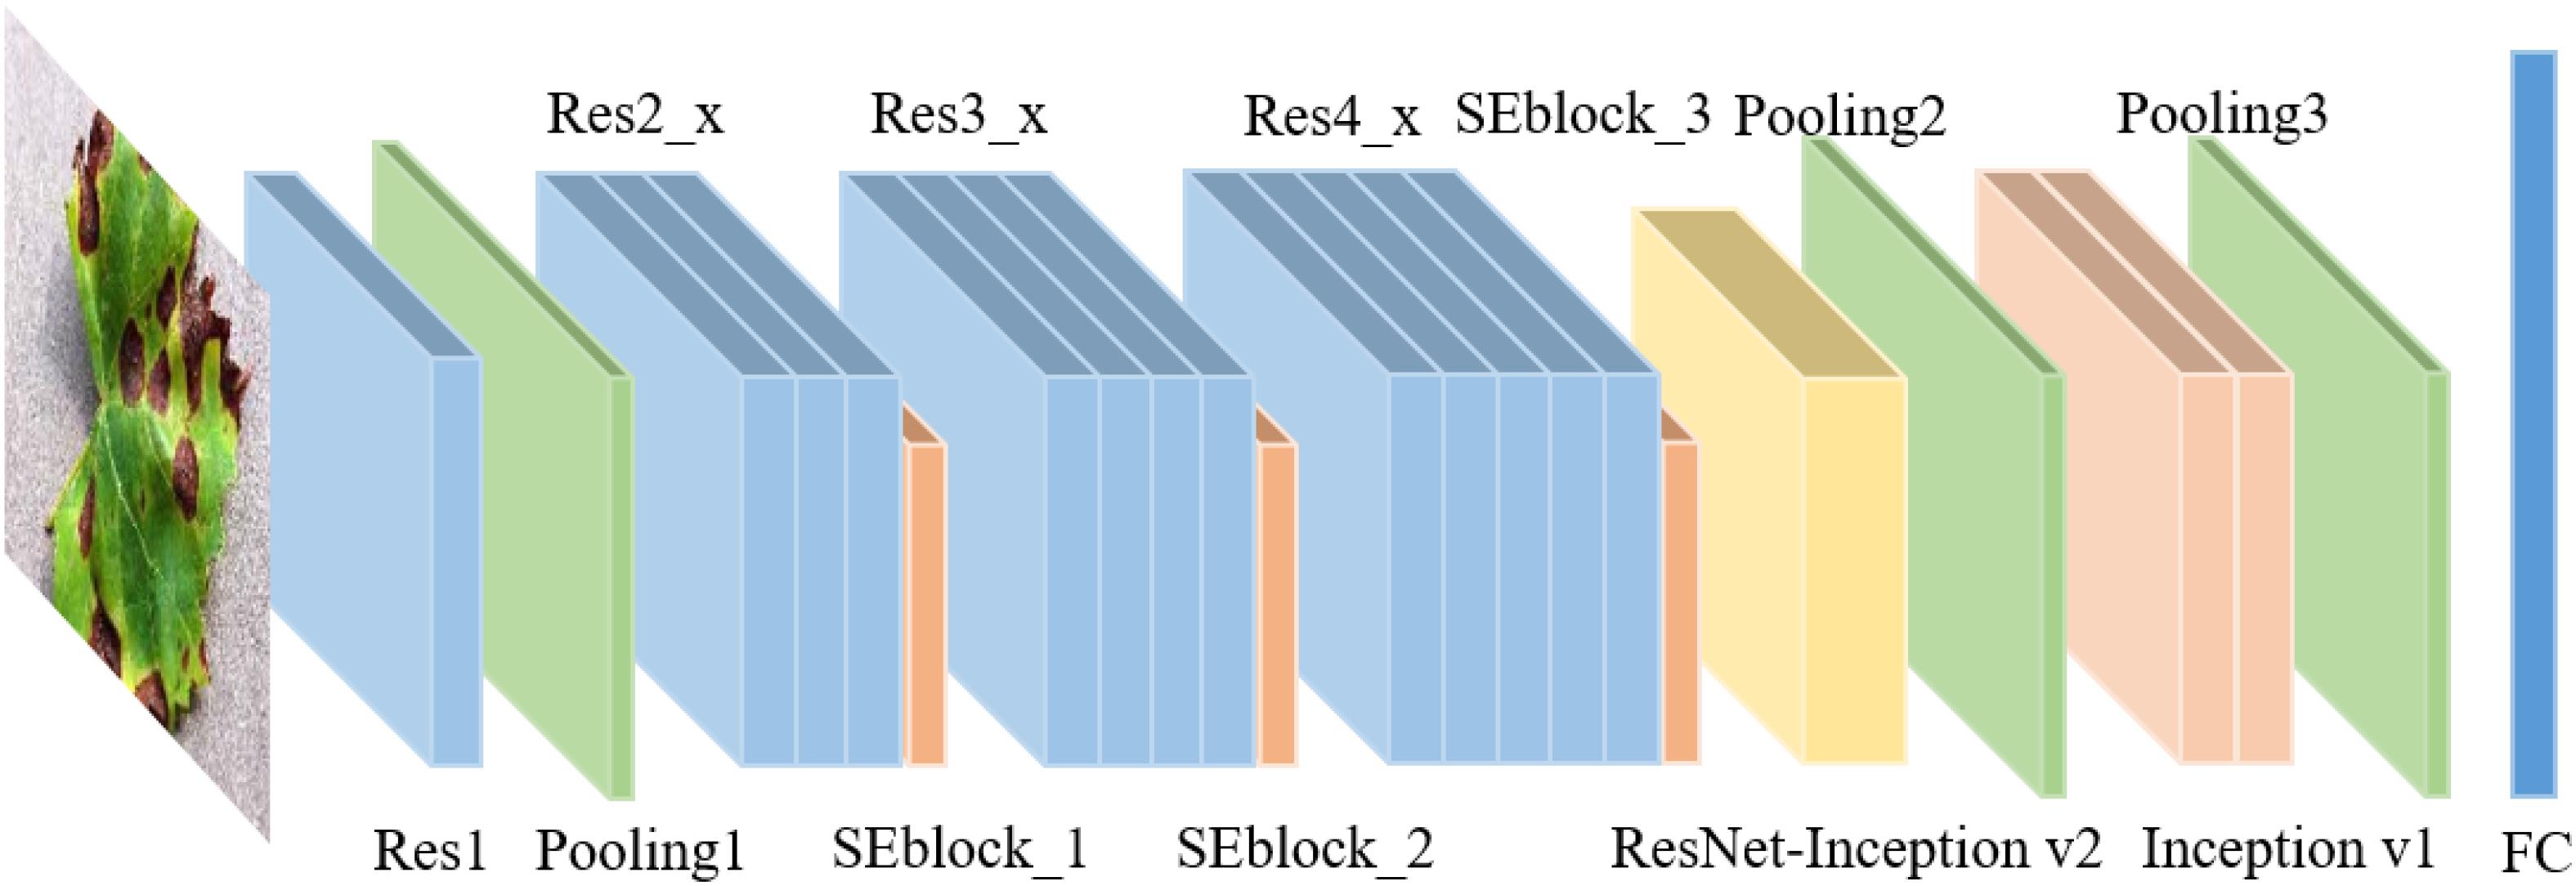 Res2_x
Res3_x
Res4_x
SEblock_3
Pooling2
Pooling3
Res1
Pooling1
SEblock_1
SEblock_2
ResNet-Inception v2
Inception v1
FC